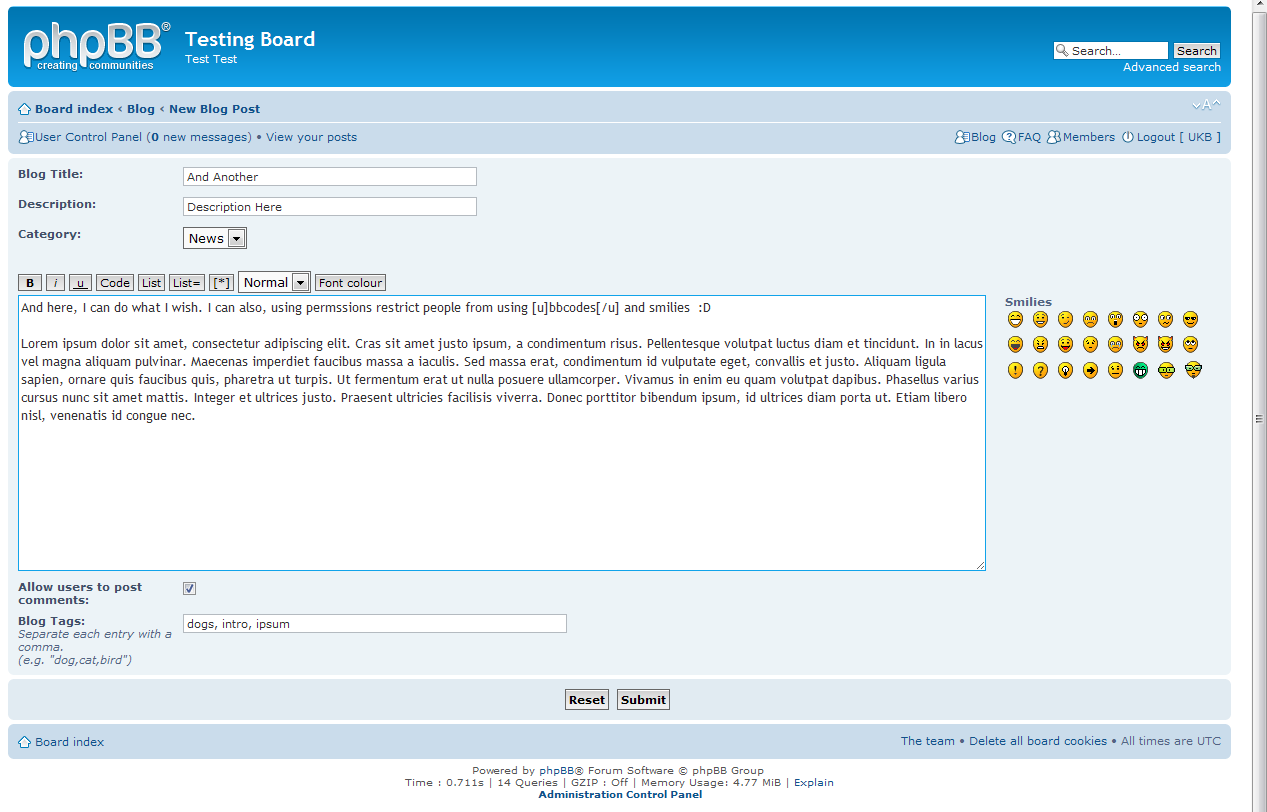 phpBB®
creating communities
Testing Board
Test Test
Search...
Search
Advanced search
Board index ‹ Blog ‹ New Blog Post
A
User Control Panel (0 new messages) • View your posts
Blog FAQ Members Logout [ UKB ]
Blog Title: And Another
Description: Description Here
Category: News
B i u Code List List= [*] Normal Font colour
And here, I can do what I wish. I can also, using permssions restrict people from using [u]bbcodes[/u] and smilies  :D
Lorem ipsum dolor sit amet, consectetur adipiscing elit. Cras sit amet justo ipsum, a condimentum risus. Pellentesque volutpat luctus diam et tincidunt. In in lacus
vel magna aliquam pulvinar. Maecenas imperdiet faucibus massa a iaculis. Sed massa erat, condimentum id vulputate eget, convallis et justo. Aliquam ligula
sapien, ornare quis faucibus quis, pharetra ut turpis. Ut fermentum erat ut nulla posuere ullamcorper. Vivamus in enim eu quam volutpat dapibus. Phasellus varius
cursus nunc sit amet mattis. Integer et ultrices justo. Praesent ultricies facilisis viverra. Donec porttitor bibendum ipsum, id ultrices diam porta ut. Etiam libero
nisl, venenatis id congue nec.
Smilies
Allow users to post
comments:
Blog Tags:
Separate each entry with a
comma.
(e.g. "dog,cat,bird")
dogs, intro, ipsum
Reset Submit
Board index
The team • Delete all board cookies • All times are UTC
Powered by phpBB® Forum Software © phpBB Group
Time : 0.711s | 14 Queries | GZIP : Off | Memory Usage: 4.77 MiB | Explain
Administration Control Panel